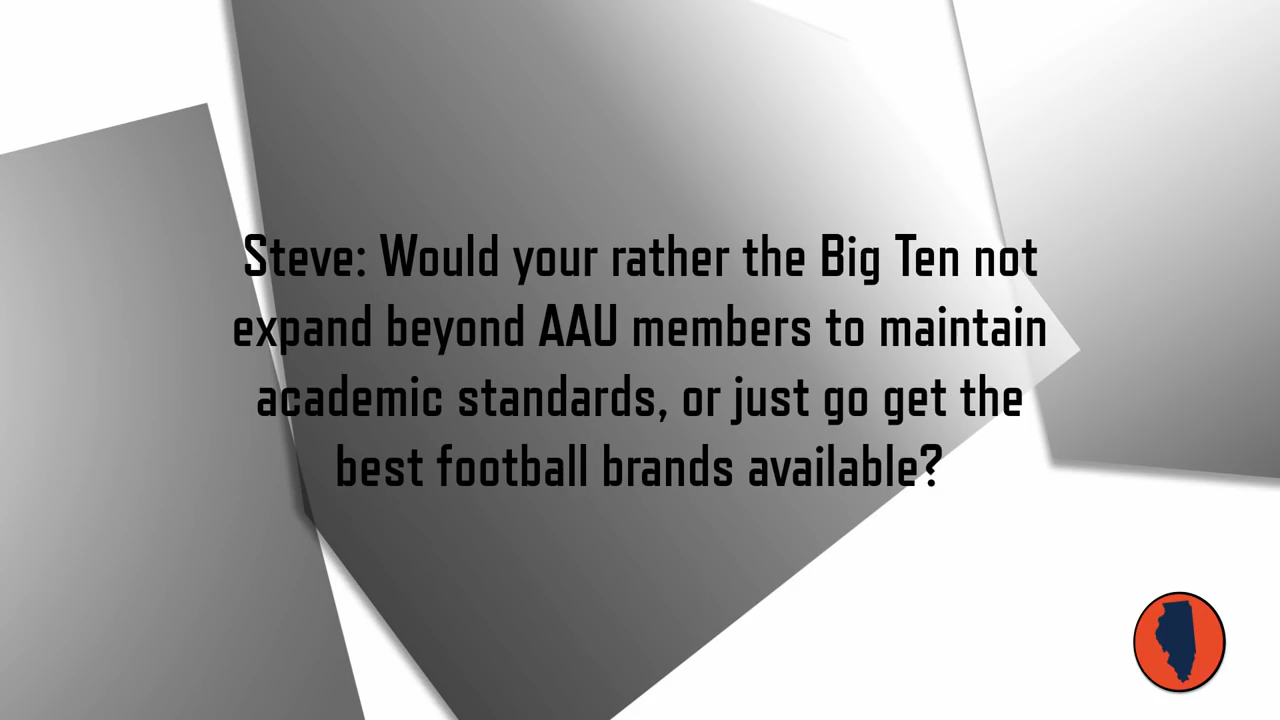 Steve: Would your rather the Big Ten not
expand beyond AAU members to maintain
academic standards, or just go get the
best football brands available?